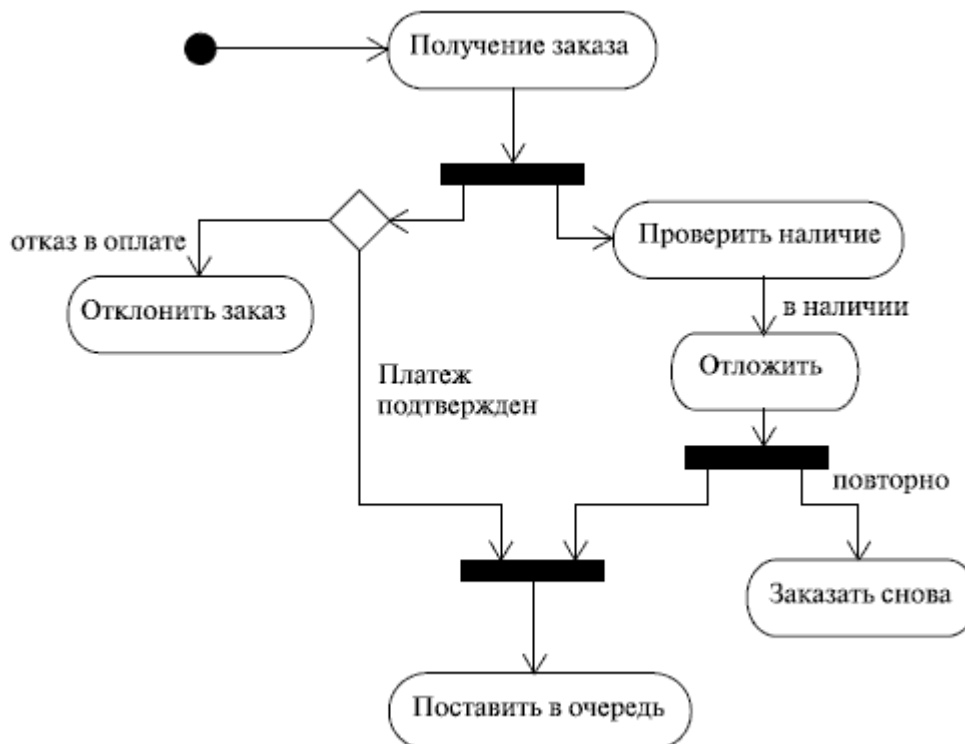 Получение заказа
отказ в оплате
Проверить наличие
Отклонить заказ
в наличии
Отложить
Платеж
подтвержден
повторно
Заказать снова
Поставить в очередь